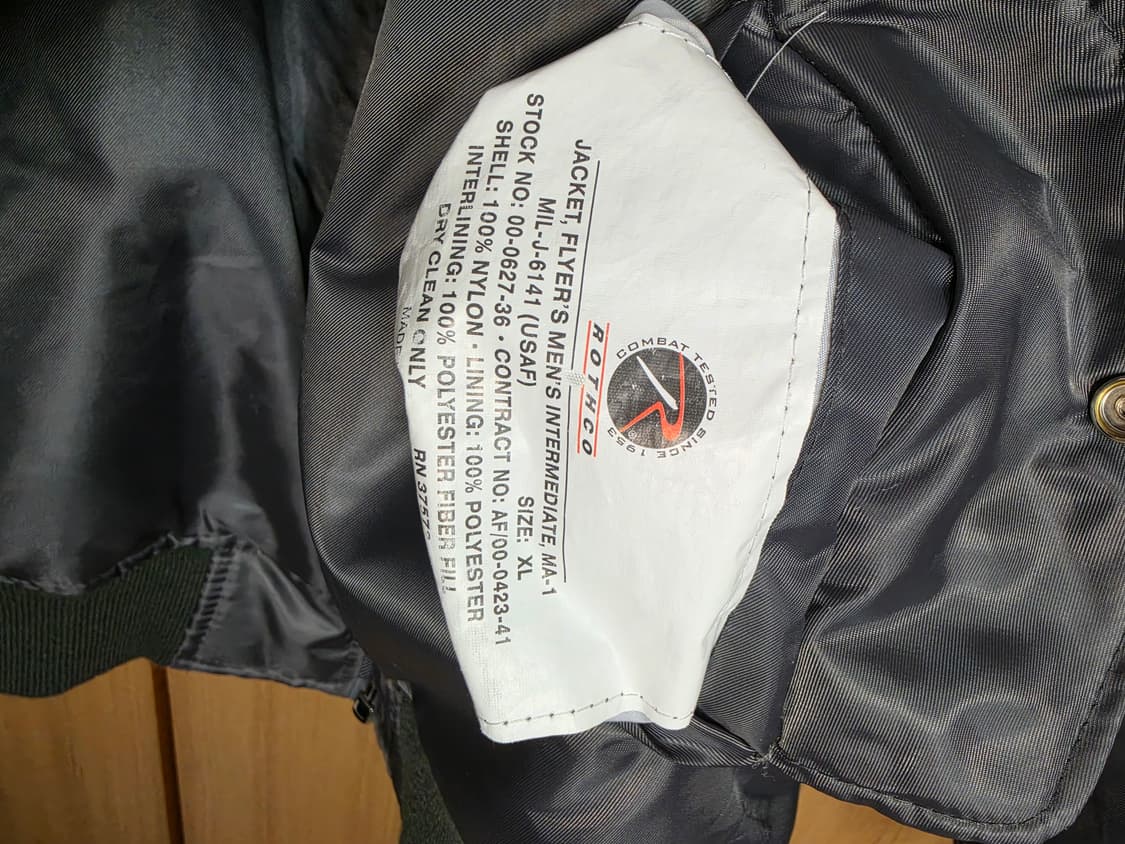 COMBAT TESTED SINCE 1953
R
ROTHCO
JACKET, FLYER'S MEN'S INTERMEDIATE, MA-1
MIL-J-6141 (USAF) SIZE: XL
STOCK NO: 00-0627-36 • CONTRACT NO: AF/00-0423-41
SHELL: 100% NYLON • LINING: 100% POLYESTER
INTERLINING: 100% POLYESTER FIBER FILL
DRY CLEAN ONLY
MADE